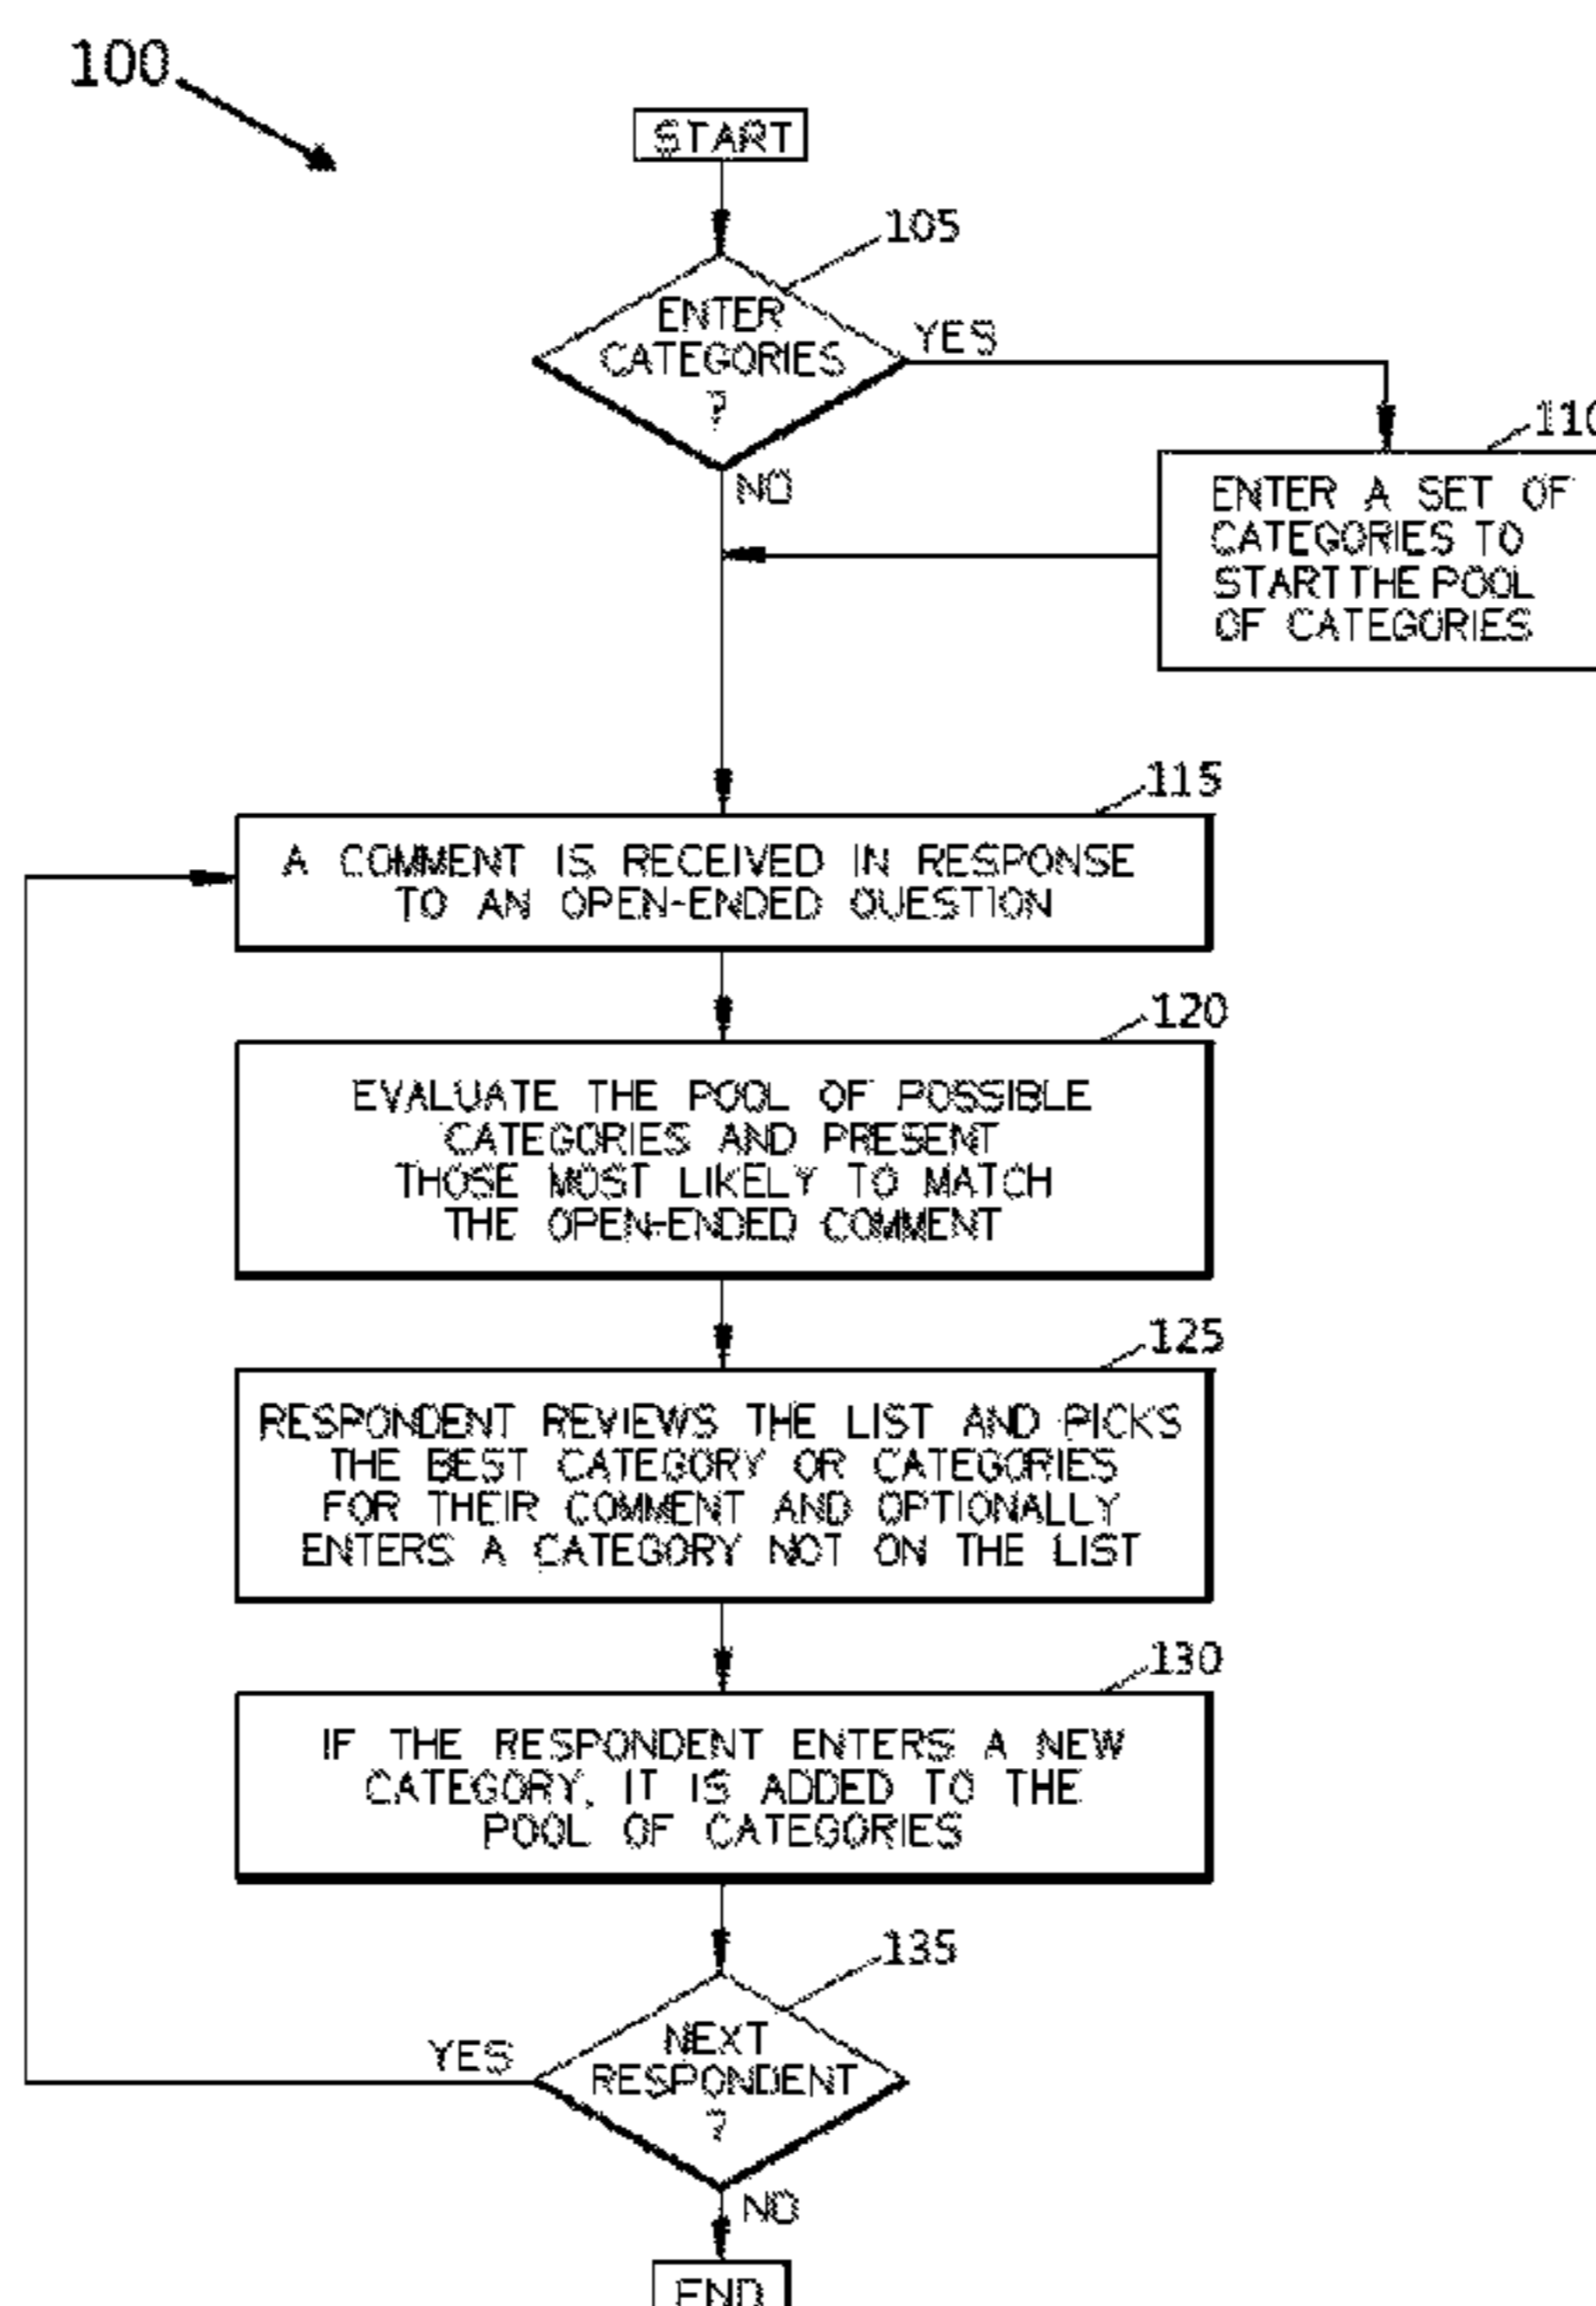 100
START
105
ENTER
CATEGORIES
?
YES
NO
110
ENTER A SET OF
CATEGORIES TO
START THE POOL
OF CATEGORIES
115
A COMMENT IS RECEIVED IN RESPONSE
TO AN OPEN-ENDED QUESTION
120
EVALUATE THE POOL OF POSSIBLE
CATEGORIES AND PRESENT
THOSE MOST LIKELY TO MATCH
THE OPEN-ENDED COMMENT
125
RESPONDENT REVIEWS THE LIST AND PICKS
THE BEST CATEGORY OR CATEGORIES
FOR THEIR COMMENT AND OPTIONALLY
ENTERS A CATEGORY NOT ON THE LIST
130
IF THE RESPONDENT ENTERS A NEW
CATEGORY, IT IS ADDED TO THE
POOL OF CATEGORIES
135
NEXT
RESPONDENT
?
YES
NO
END